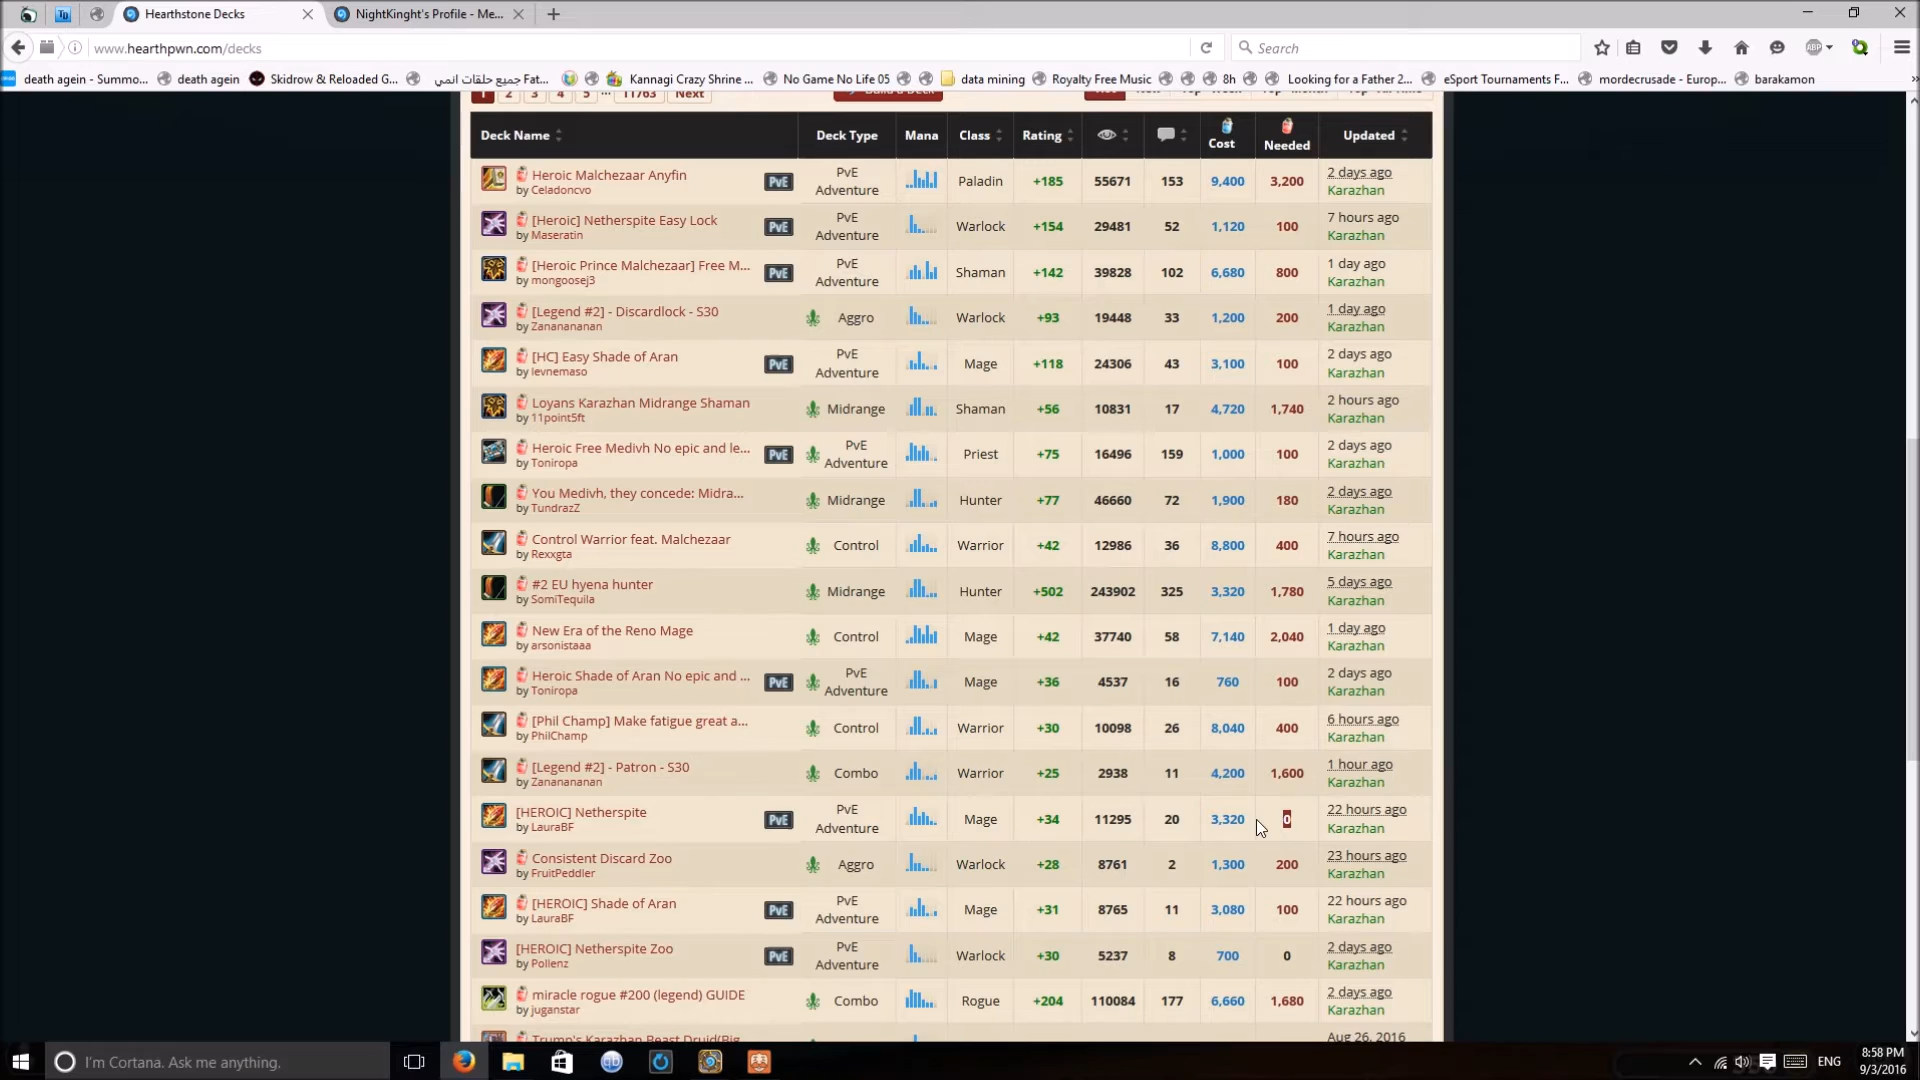 Hearthstone Decks
NightKinght's Profile - Me...
www.hearthpwn.com/decks
Search
ABP
death agein - Summo...
death agein
Skidrow & Reloaded G...
جميع حلقات انمي Fat...
Kannagi Crazy Shrine ...
No Game No Life 05
data mining
Royalty Free Music
8h
Looking for a Father 2...
eSport Tournaments F...
mordecrusade - Europ...
barakamon
1 2 3 4 5 ... 11763 Next
Build a Deck
Deck Name Deck Type Mana Class Rating Cost Needed Updated
Heroic Malchezaar Anyfin
by Celadoncvo
PvE PvE Adventure Paladin +185 55671 153 9,400 3,200 2 days ago
Karazhan
[Heroic] Netherspite Easy Lock
by Maseratin
PvE PvE Adventure Warlock +154 29481 52 1,120 100 7 hours ago
Karazhan
[Heroic Prince Malchezaar] Free M...
by mongoosej3
PvE PvE Adventure Shaman +142 39828 102 6,680 800 1 day ago
Karazhan
[Legend #2] - Discardlock - S30
by Zananananan
Aggro Warlock +93 19448 33 1,200 200 1 day ago
Karazhan
[HC] Easy Shade of Aran
by levnemaso
PvE PvE Adventure Mage +118 24306 43 3,100 100 2 days ago
Karazhan
Loyans Karazhan Midrange Shaman
by 11point5ft
Midrange Shaman +56 10831 17 4,720 1,740 2 hours ago
Karazhan
Heroic Free Medivh No epic and le...
by Toniropa
PvE PvE Adventure Priest +75 16496 159 1,000 100 2 days ago
Karazhan
You Medivh, they concede: Midra...
by TundrazZ
Midrange Hunter +77 46660 72 1,900 180 2 days ago
Karazhan
Control Warrior feat. Malchezaar
by Rexxgta
Control Warrior +42 12986 36 8,800 400 7 hours ago
Karazhan
#2 EU hyena hunter
by SomiTequila
Midrange Hunter +502 243902 325 3,320 1,780 5 days ago
Karazhan
New Era of the Reno Mage
by arsonistaaa
Control Mage +42 37740 58 7,140 2,040 1 day ago
Karazhan
Heroic Shade of Aran No epic and ...
by Toniropa
PvE PvE Adventure Mage +36 4537 16 760 100 2 days ago
Karazhan
[Phil Champ] Make fatigue great a...
by PhilChamp
Control Warrior +30 10098 26 8,040 400 6 hours ago
Karazhan
[Legend #2] - Patron - S30
by Zananananan
Combo Warrior +25 2938 11 4,200 1,600 1 hour ago
Karazhan
[HEROIC] Netherspite
by LauraBF
PvE PvE Adventure Mage +34 11295 20 3,320 0 22 hours ago
Karazhan
Consistent Discard Zoo
by FruitPeddler
Aggro Warlock +28 8761 2 1,300 200 23 hours ago
Karazhan
[HEROIC] Shade of Aran
by LauraBF
PvE PvE Adventure Mage +31 8765 11 3,080 100 22 hours ago
Karazhan
[HEROIC] Netherspite Zoo
by Pollenz
PvE PvE Adventure Warlock +30 5237 8 700 0 2 days ago
Karazhan
miracle rogue #200 (legend) GUIDE
by juganstar
Combo Rogue +204 110084 177 6,660 1,680 2 days ago
Karazhan
Trump's Karazhan Beast Druid(Big
Aug 26, 2016
I'm Cortana. Ask me anything.
ENG
8:58 PM
9/3/2016